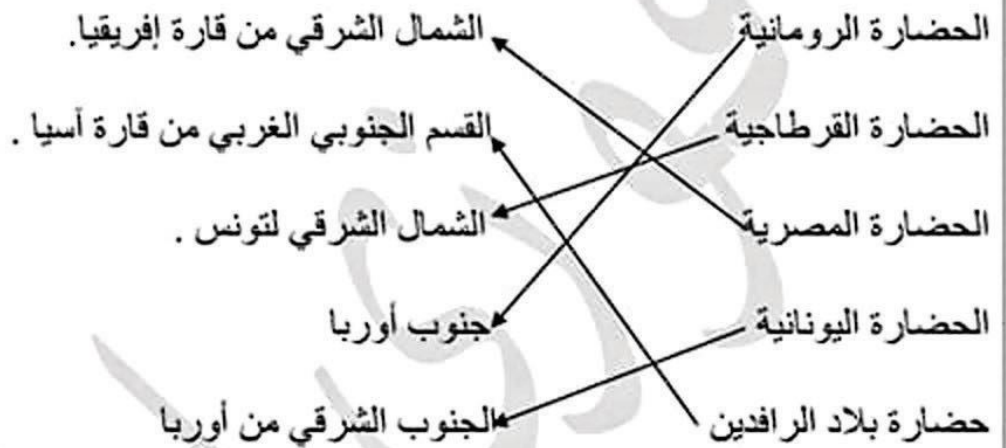 الحضارة الرومانية الشمال الشرقي من قارة إفريقيا.
الحضارة القرطاجية القسم الجنوبي الغربي من قارة آسيا .
الحضارة المصرية الشمال الشرقي لتونس .
الحضارة اليونانية جنوب أوربا
حضارة بلاد الرافدين الجنوب الشرقي من أوربا